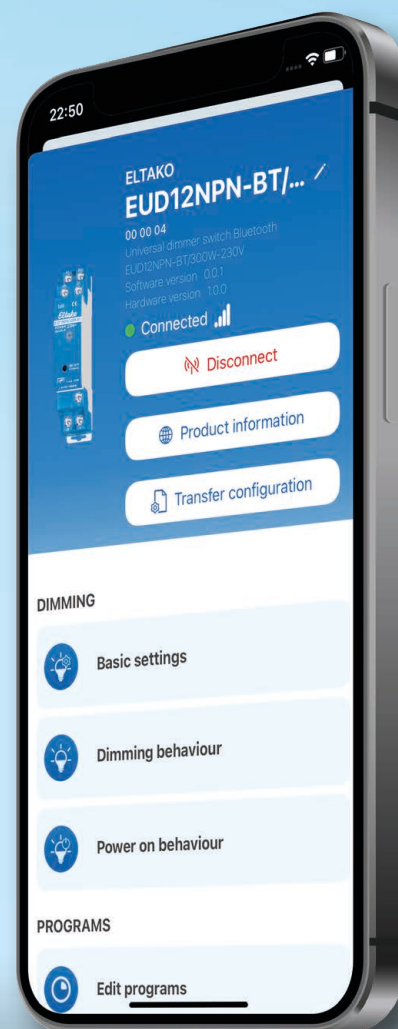 22:50
ELTAKO
EUD12NPN-BT/...
00 00 04
Universal dimmer switch Bluetooth
EUD12NPN-BT/300W-230V
Software version 0.0.1
Hardware version 1.0.0
Connected
Disconnect
Product information
Transfer configuration
DIMMING
Basic settings
Dimming behaviour
Power on behaviour
PROGRAMS
Edit programs